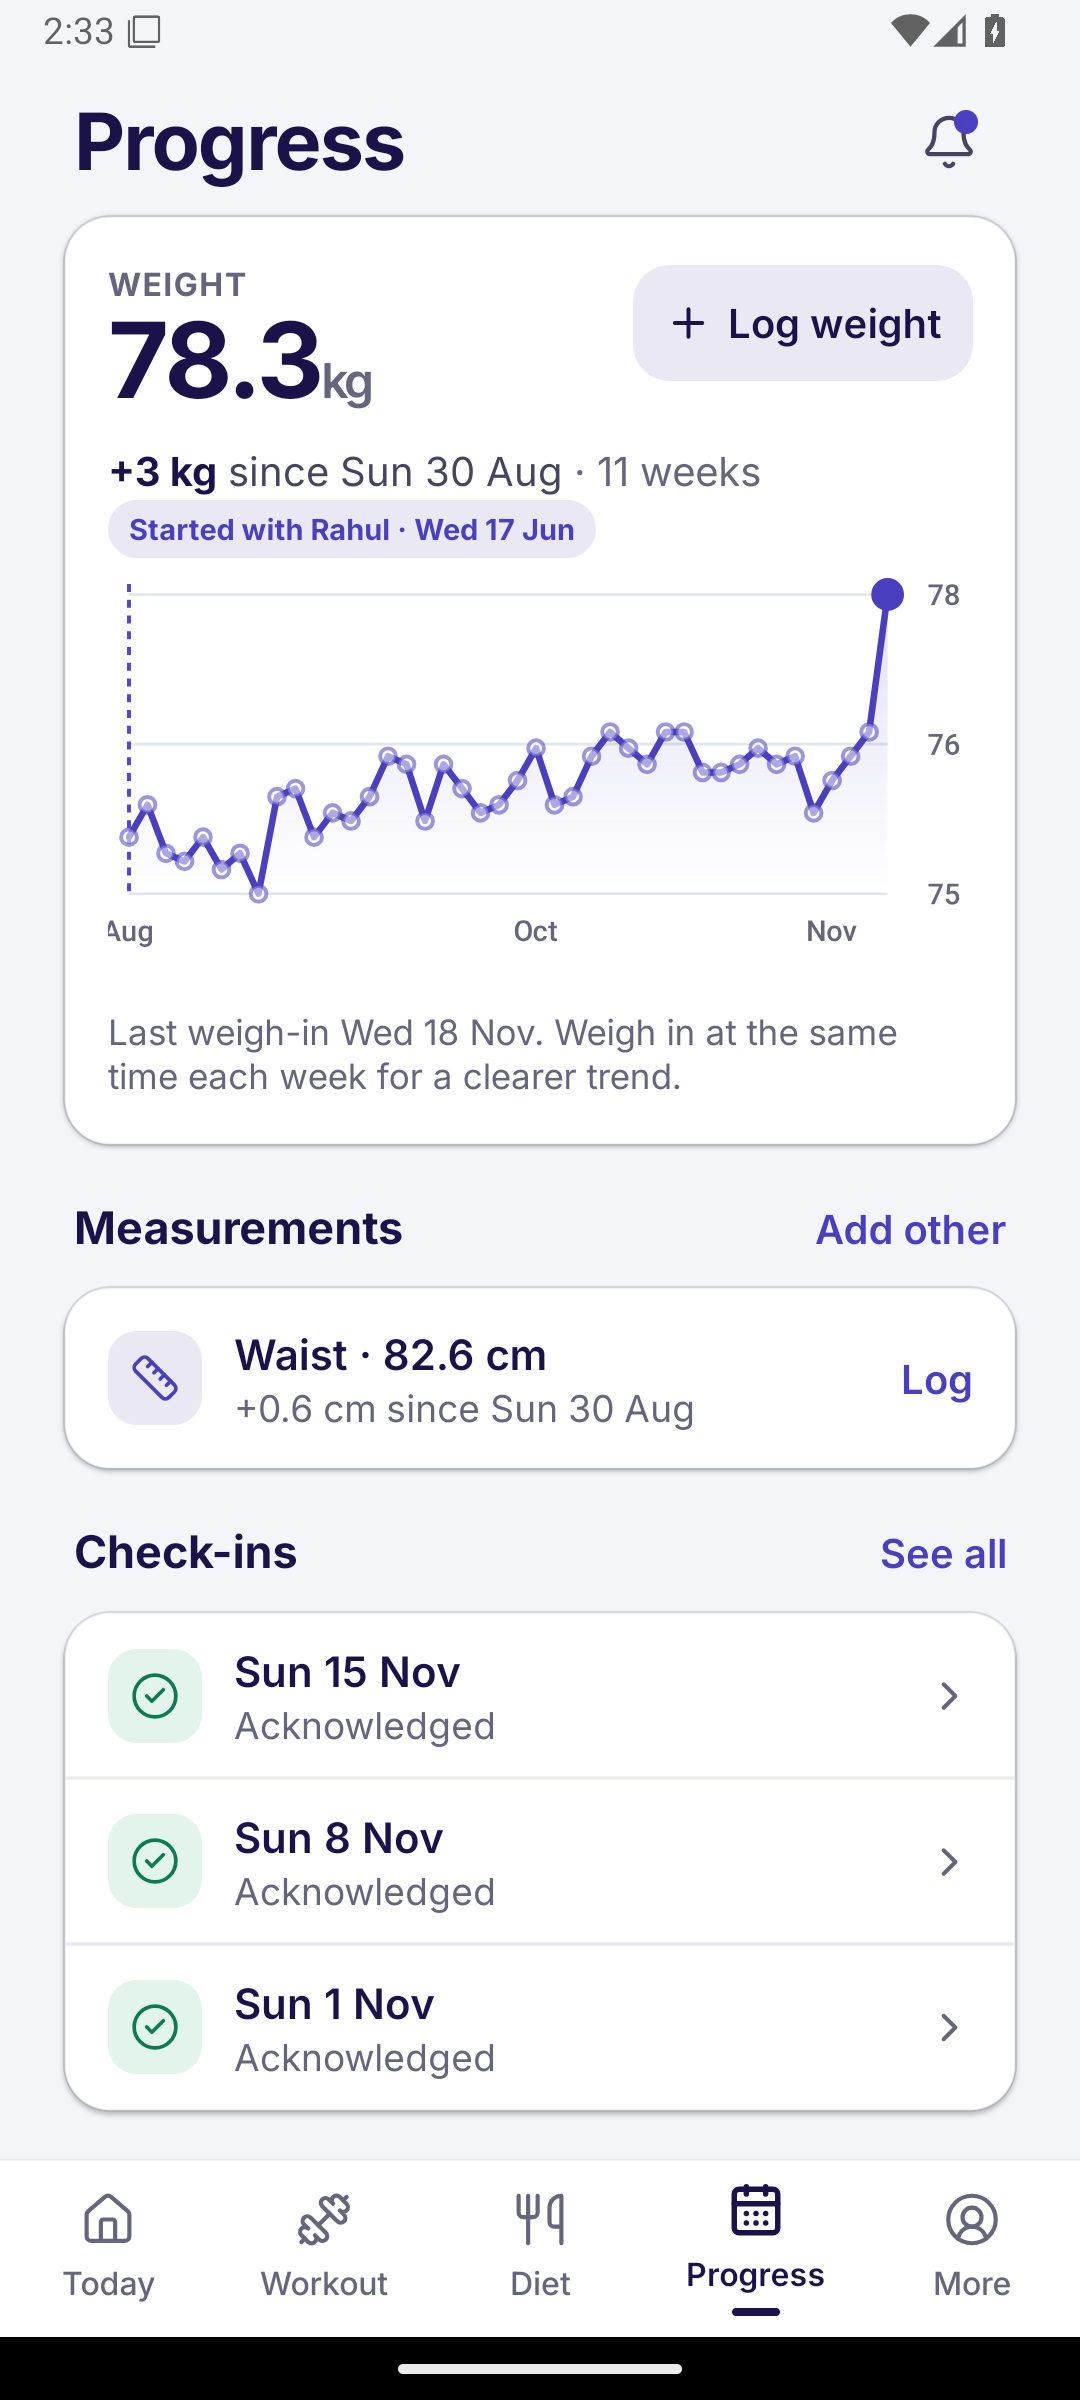 2:33
Progress
WEIGHT
78.3kg
+ Log weight
+3 kg since Sun 30 Aug · 11 weeks
Started with Rahul · Wed 17 Jun
78
76
75
Aug Oct Nov
Last weigh-in Wed 18 Nov. Weigh in at the same
time each week for a clearer trend.
Measurements
Add other
Waist · 82.6 cm
+0.6 cm since Sun 30 Aug
Log
Check-ins
See all
Sun 15 Nov
Acknowledged
Sun 8 Nov
Acknowledged
Sun 1 Nov
Acknowledged
Today Workout Diet Progress More